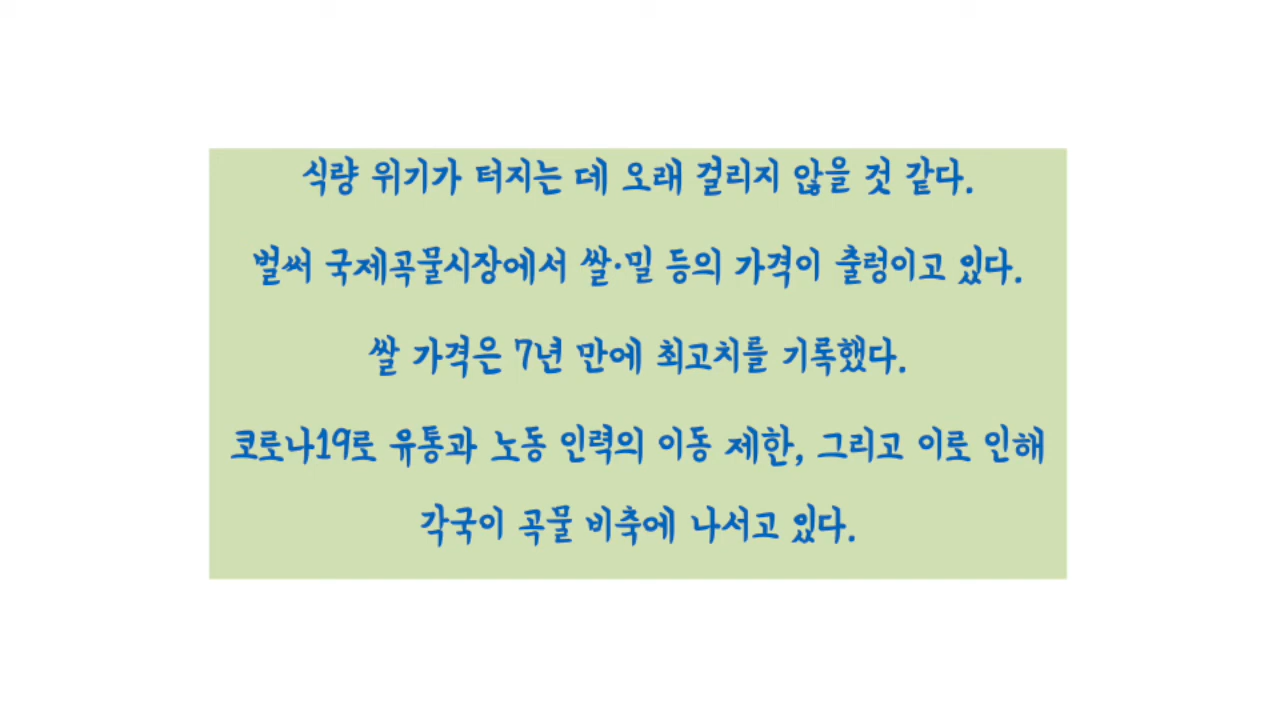 식량 위기가 터지는 데 오래 걸리지 않을 것 같다.
벌써 국제곡물시장에서 쌀·밀 등의 가격이 출렁이고 있다.
쌀 가격은 7년 만에 최고치를 기록했다.
코로나19로 유통과 노동 인력의 이동 제한, 그리고 이로 인해
각국이 곡물 비축에 나서고 있다.